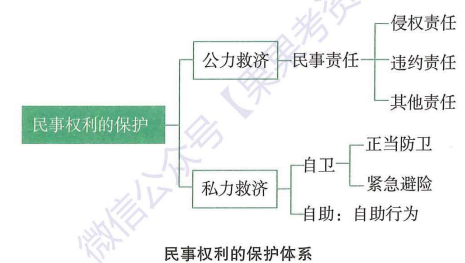 侵权责任
公力救济
民事责任
违约责任
其他责任
民事权利的保护
正当防卫
自卫
紧急避险
私力救济
自助：自助行为
民事权利的保护体系
微信公众号【果果考资